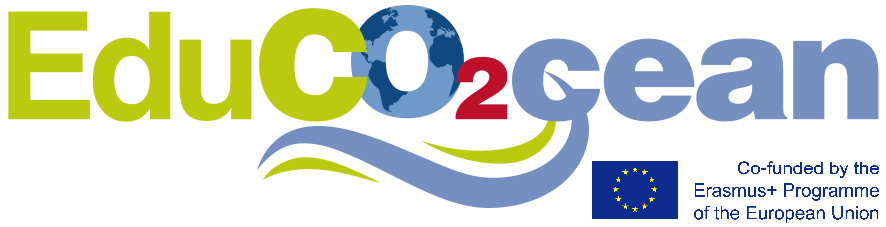 EduCO2cean
Co-funded by the
Erasmus+ Programme
of the European Union